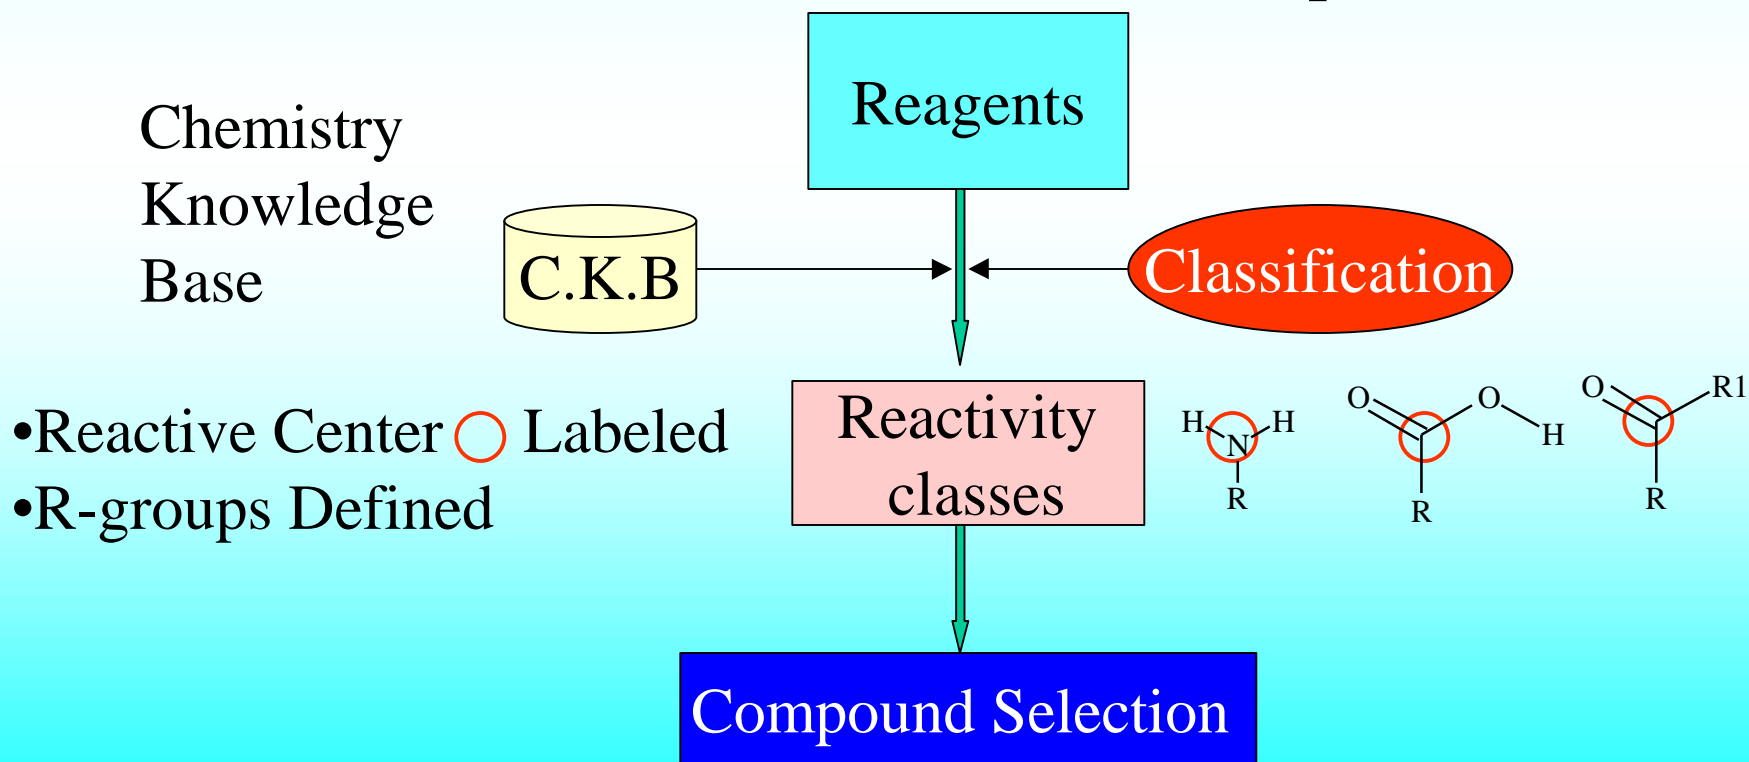 Reagents
Chemistry
Knowledge
Base
C.K.B
Classification
•Reactive Center Labeled
•R-groups Defined
Reactivity
classes
H N H
R
O O H
R
O R1
R
Compound Selection